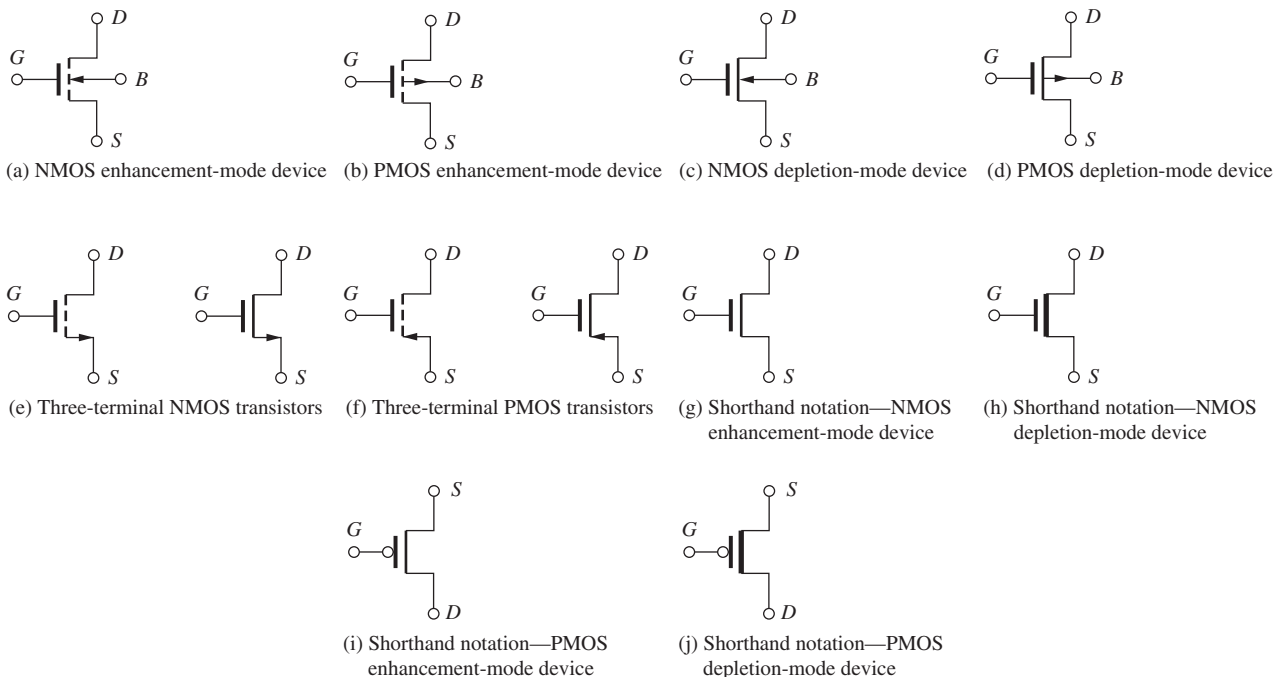 D
G
B
S
(a) NMOS enhancement-mode device
D
G
B
S
(b) PMOS enhancement-mode device
D
G
B
S
(c) NMOS depletion-mode device
D
G
B
S
(d) PMOS depletion-mode device
D
G
S
D
G
S
(e) Three-terminal NMOS transistors
D
G
S
D
G
S
(f) Three-terminal PMOS transistors
D
G
S
(g) Shorthand notation—NMOS
enhancement-mode device
D
G
S
(h) Shorthand notation—NMOS
depletion-mode device
S
G
D
(i) Shorthand notation—PMOS
enhancement-mode device
S
G
D
(j) Shorthand notation—PMOS
depletion-mode device